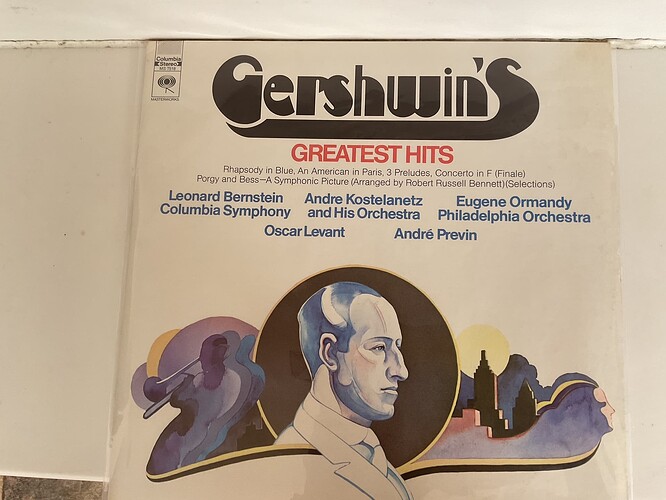 Columbia
Stereo
MS 7518
MASTERWORKS
Gershwin's
GREATEST HITS
Rhapsody in Blue, An American in Paris, 3 Preludes, Concerto in F (Finale)
Porgy and Bess—A Symphonic Picture (Arranged by Robert Russell Bennett)(Selections)
Leonard Bernstein Andre Kostelanetz Eugene Ormandy
Columbia Symphony and His Orchestra Philadelphia Orchestra
Oscar Levant André Previn